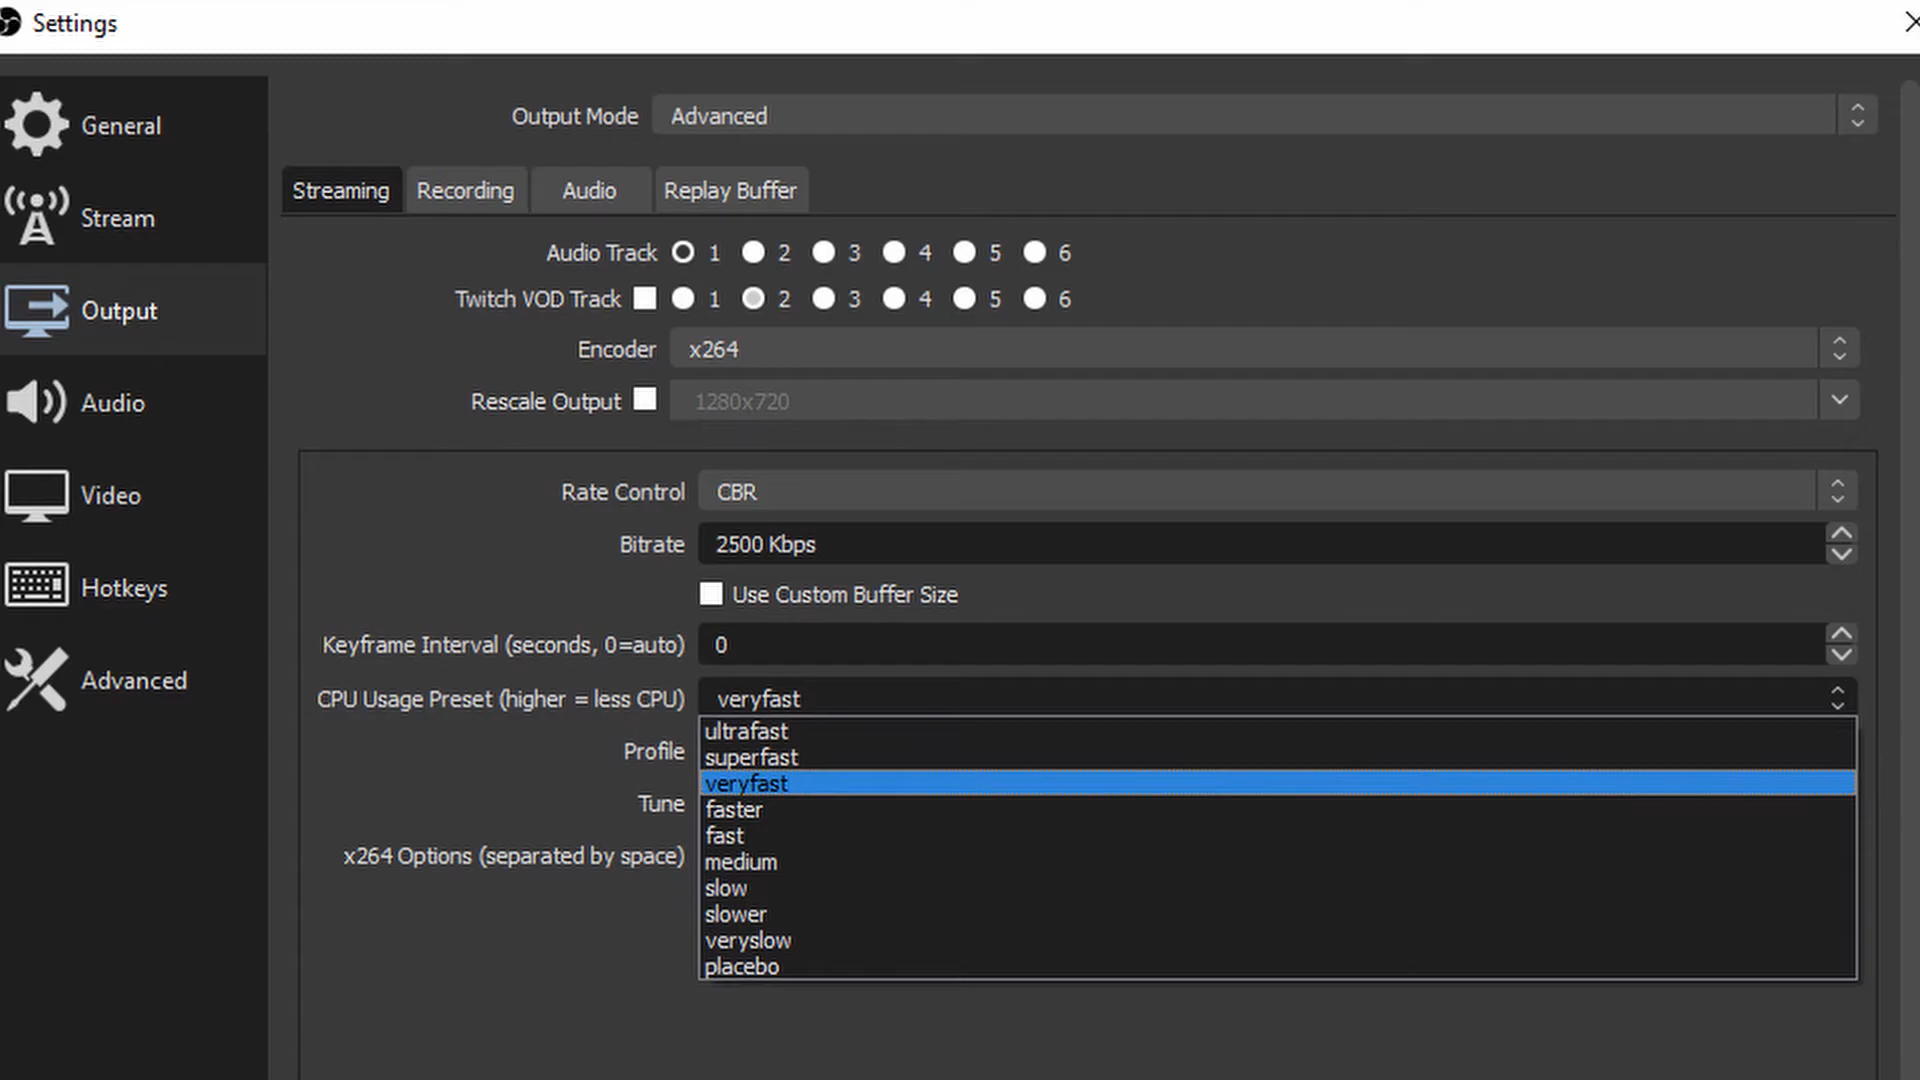 Settings
General
Stream
Output
Audio
Video
Hotkeys
Advanced
Output Mode Advanced
Streaming Recording Audio Replay Buffer
Audio Track 1 2 3 4 5 6
Twitch VOD Track 1 2 3 4 5 6
Encoder x264
Rescale Output 1280x720
Rate Control CBR
Bitrate 2500 Kbps
Use Custom Buffer Size
Keyframe Interval (seconds, 0=auto) 0
CPU Usage Preset (higher = less CPU) veryfast
Profile
Tune
x264 Options (separated by space)
ultrafast
superfast
veryfast
faster
fast
medium
slow
slower
veryslow
placebo